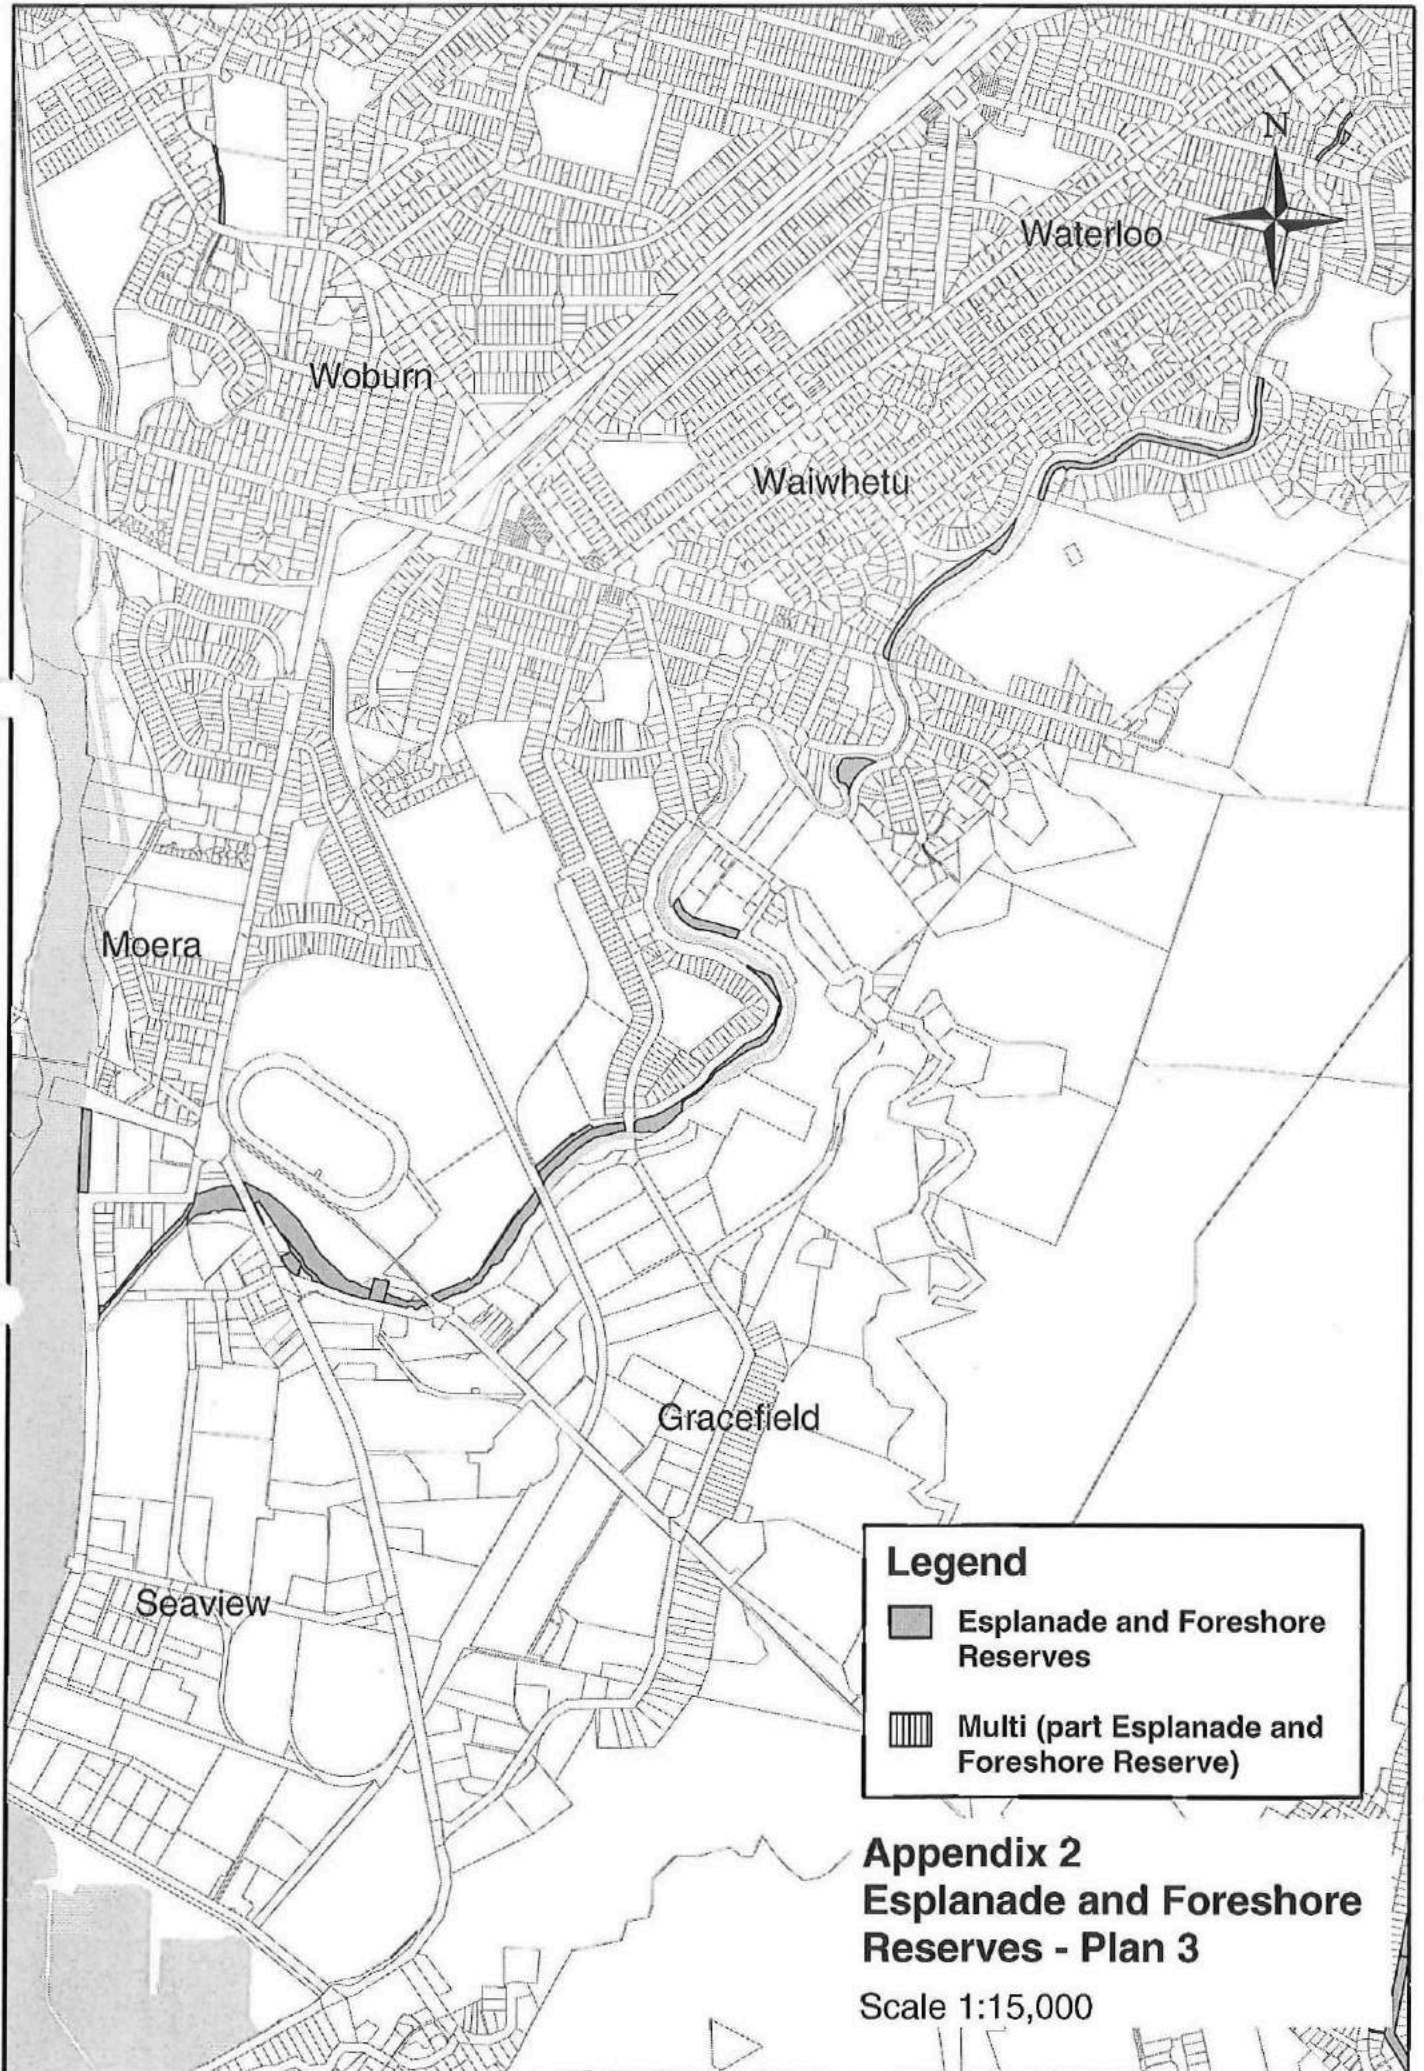 N
Waterloo
Woburn
Waiwhetu
Moera
Gracefield
Seaview
Legend
Esplanade and Foreshore
Reserves
Multi (part Esplanade and
Foreshore Reserve)
Appendix 2
Esplanade and Foreshore
Reserves - Plan 3
Scale 1:15,000